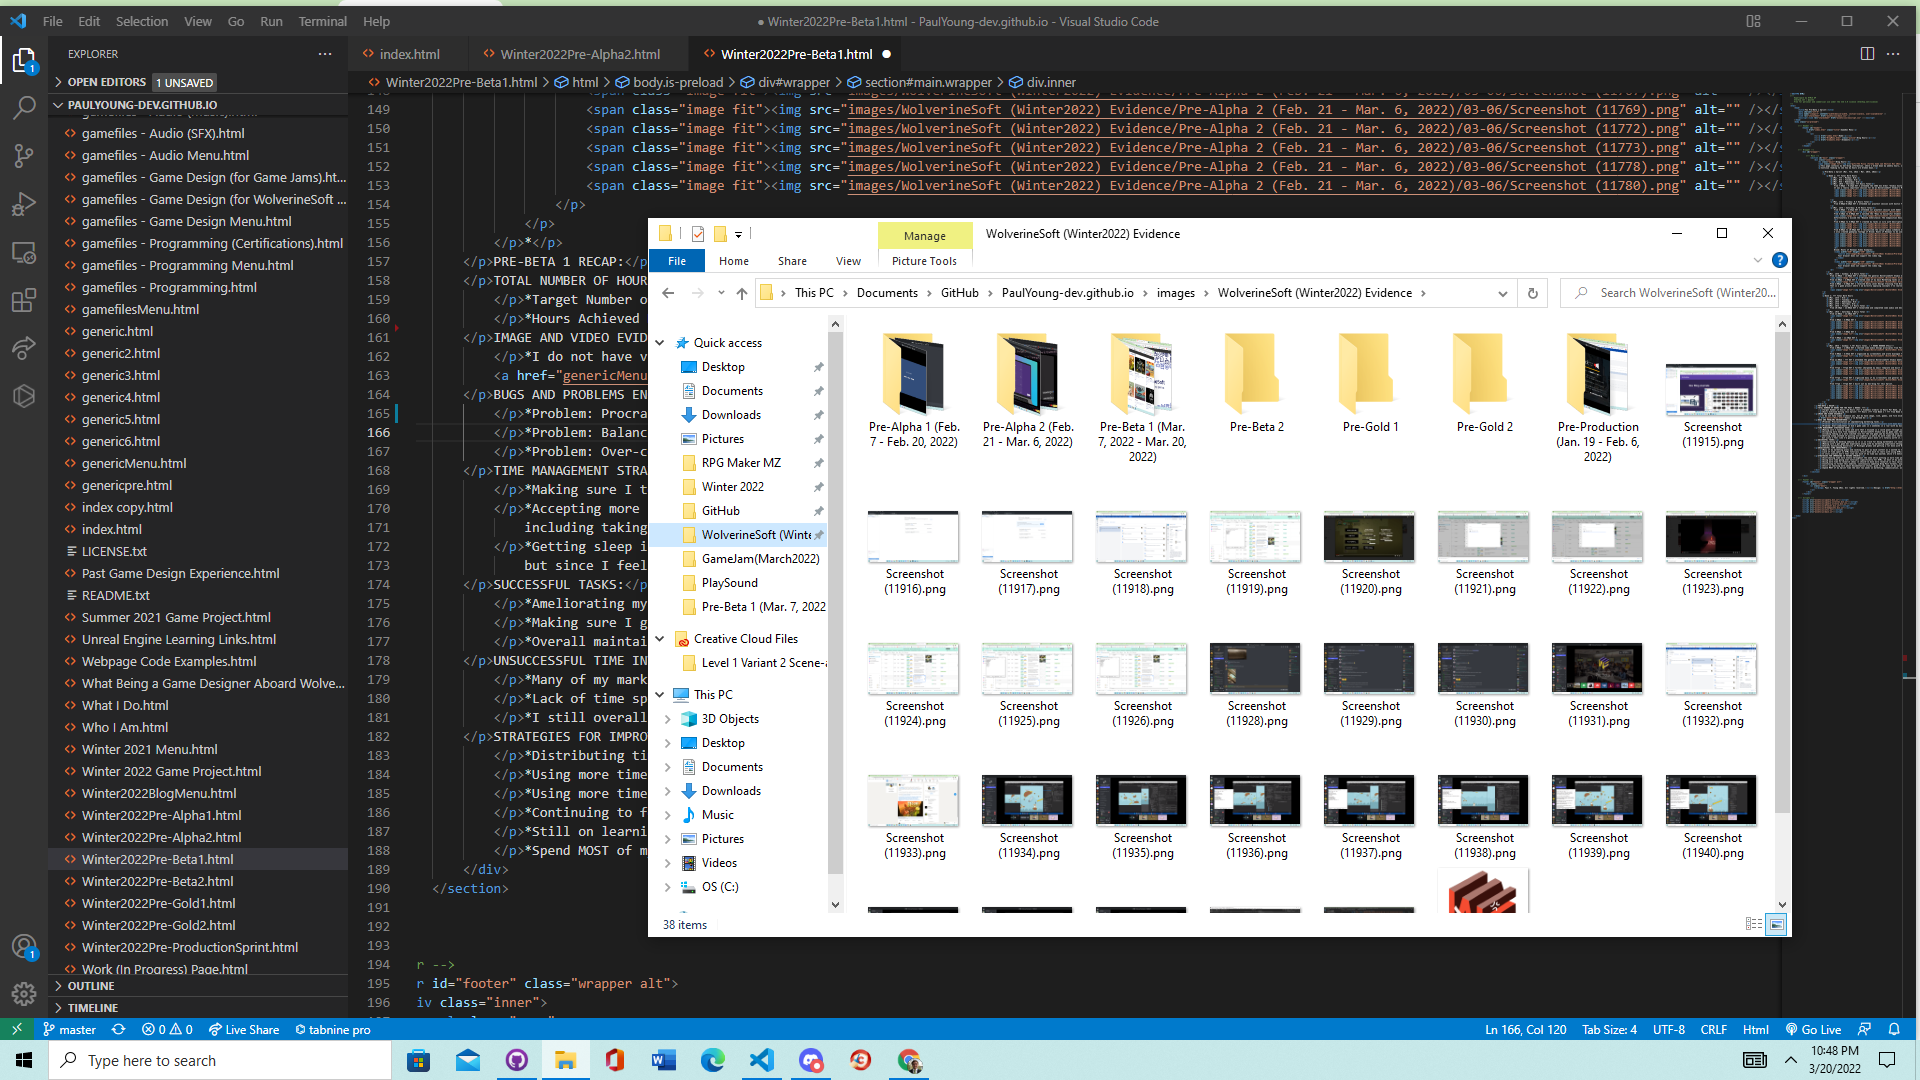 File Edit Selection View Go Run Terminal Help
● Winter2022Pre-Beta1.html - PaulYoung-dev.github.io - Visual Studio Code
EXPLORER
OPEN EDITORS 1 UNSAVED
PAULYOUNG-DEV.GITHUB.IO
gamefiles - Audio (SFX).html
gamefiles - Audio Menu.html
gamefiles - Game Design (for Game Jams).ht...
gamefiles - Game Design (for WolverineSoft ...
gamefiles - Game Design Menu.html
gamefiles - Programming (Certifications).html
gamefiles - Programming Menu.html
gamefiles - Programming.html
gamefilesMenu.html
generic.html
generic2.html
generic3.html
generic4.html
generic5.html
generic6.html
genericMenu.html
genericpre.html
index copy.html
index.html
LICENSE.txt
Past Game Design Experience.html
README.txt
Summer 2021 Game Project.html
Unreal Engine Learning Links.html
Webpage Code Examples.html
What Being a Game Designer Aboard Wolve...
What I Do.html
Who I Am.html
Winter 2021 Menu.html
Winter 2022 Game Project.html
Winter2022BlogMenu.html
Winter2022Pre-Alpha1.html
Winter2022Pre-Alpha2.html
Winter2022Pre-Beta1.html
Winter2022Pre-Beta2.html
Winter2022Pre-Gold1.html
Winter2022Pre-Gold2.html
Winter2022Pre-ProductionSprint.html
Work (In Progress) Page.html
OUTLINE
TIMELINE
index.html Winter2022Pre-Alpha2.html Winter2022Pre-Beta1.html
Winter2022Pre-Beta1.html > html > body.is-preload > div#wrapper > section#main.wrapper > div.inner
149 <span class="image fit"><img src="images/WolverineSoft (Winter2022) Evidence/Pre-Alpha 2 (Feb. 21 - Mar. 6, 2022)/03-06/Screenshot (11769).png" alt="" /></s
150 <span class="image fit"><img src="images/WolverineSoft (Winter2022) Evidence/Pre-Alpha 2 (Feb. 21 - Mar. 6, 2022)/03-06/Screenshot (11772).png" alt="" /></s
151 <span class="image fit"><img src="images/WolverineSoft (Winter2022) Evidence/Pre-Alpha 2 (Feb. 21 - Mar. 6, 2022)/03-06/Screenshot (11773).png" alt="" /></s
152 <span class="image fit"><img src="images/WolverineSoft (Winter2022) Evidence/Pre-Alpha 2 (Feb. 21 - Mar. 6, 2022)/03-06/Screenshot (11778).png" alt="" /></s
153 <span class="image fit"><img src="images/WolverineSoft (Winter2022) Evidence/Pre-Alpha 2 (Feb. 21 - Mar. 6, 2022)/03-06/Screenshot (11780).png" alt="" /></s
154 </p>
155 </p>
156 </p>*</p>
157 </p>PRE-BETA 1 RECAP:</p
158 </p>TOTAL NUMBER OF HOUR
159 </p>*Target Number o
160 </p>*Hours Achieved
161 </p>IMAGE AND VIDEO EVID
162 </p>*I do not have v
163 <a href="genericMenu
164 </p>BUGS AND PROBLEMS EN
165 </p>*Problem: Procra
166 </p>*Problem: Balanc
167 </p>*Problem: Over-c
168 </p>TIME MANAGEMENT STRA
169 </p>*Making sure I t
170 </p>*Accepting more
171 including taking
172 </p>*Getting sleep i
173 but since I feel
174 </p>SUCCESSFUL TASKS:</p
175 </p>*Ameliorating my
176 </p>*Making sure I g
177 </p>*Overall maintai
178 </p>UNSUCCESSFUL TIME IN
179 </p>*Many of my mark
180 </p>*Lack of time sp
181 </p>*I still overall
182 </p>STRATEGIES FOR IMPRO
183 </p>*Distributing ti
184 </p>*Using more time
185 </p>*Using more time
186 </p>*Continuing to f
187 </p>*Still on learni
188 </p>*Spend MOST of m
189 </div>
190 </section>
191
192
193
194 r -->
195 r id="footer" class="wrapper alt">
196 iv class="inner">
Manage WolverineSoft (Winter2022) Evidence
File Home Share View Picture Tools
This PC > Documents > GitHub > PaulYoung-dev.github.io > images > WolverineSoft (Winter2022) Evidence >
Search WolverineSoft (Winter20...
Quick access
Desktop
Documents
Downloads
Pictures
RPG Maker MZ
Winter 2022
GitHub
WolverineSoft (Winte
GameJam(March2022)
PlaySound
Pre-Beta 1 (Mar. 7, 2022
Creative Cloud Files
Level 1 Variant 2 Scene-a
This PC
3D Objects
Desktop
Documents
Downloads
Music
Pictures
Videos
OS (C:)
Pre-Alpha 1 (Feb. 7 - Feb. 20, 2022)
Pre-Alpha 2 (Feb. 21 - Mar. 6, 2022)
Pre-Beta 1 (Mar. 7, 2022 - Mar. 20, 2022)
Pre-Beta 2
Pre-Gold 1
Pre-Gold 2
Pre-Production (Jan. 19 - Feb. 6, 2022)
Screenshot (11915).png
Screenshot (11916).png
Screenshot (11917).png
Screenshot (11918).png
Screenshot (11919).png
Screenshot (11920).png
Screenshot (11921).png
Screenshot (11922).png
Screenshot (11923).png
Screenshot (11924).png
Screenshot (11925).png
Screenshot (11926).png
Screenshot (11928).png
Screenshot (11929).png
Screenshot (11930).png
Screenshot (11931).png
Screenshot (11932).png
Screenshot (11933).png
Screenshot (11934).png
Screenshot (11935).png
Screenshot (11936).png
Screenshot (11937).png
Screenshot (11938).png
Screenshot (11939).png
Screenshot (11940).png
38 items
master 0 0 Live Share tabnine pro
Ln 166, Col 120 Tab Size: 4 UTF-8 CRLF Html Go Live
Type here to search
10:48 PM
3/20/2022